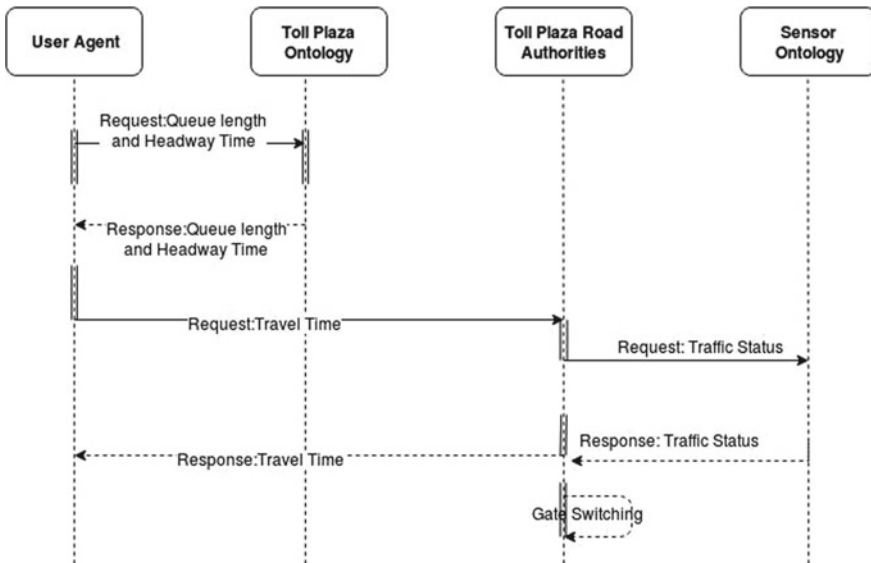 User Agent
Toll Plaza
Ontology
Toll Plaza Road
Authorities
Sensor
Ontology
Request:Queue length
and Headway Time
Response:Queue length
and Headway Time
Request:Travel Time
Request: Traffic Status
Response: Traffic Status
Response:Travel Time
Gate Switching